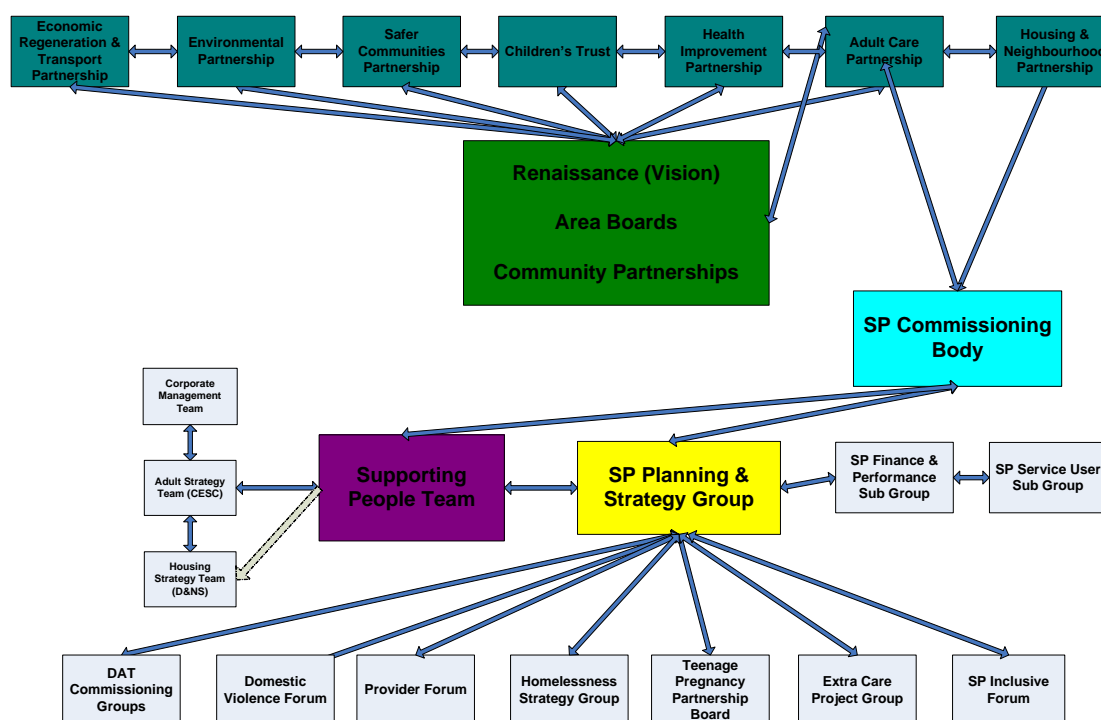 Economic
Regeneration &
Transport
Partnership
Environmental
Partnership
Safer
Communities
Partnership
Children's Trust
Health
Improvement
Partnership
Adult Care
Partnership
Housing &
Neighbourhood
Partnership
Renaissance (Vision)
Area Boards
Community Partnerships
SP Commissioning
Body
Corporate
Management
Team
Adult Strategy
Team (CESC)
Housing
Strategy Team
(D&NS)
Supporting
People Team
SP Planning &
Strategy Group
SP Finance &
Performance
Sub Group
SP Service User
Sub Group
DAT
Commissioning
Groups
Domestic
Violence Forum
Provider Forum
Homelessness
Strategy Group
Teenage
Pregnancy
Partnership
Board
Extra Care
Project Group
SP Inclusive
Forum